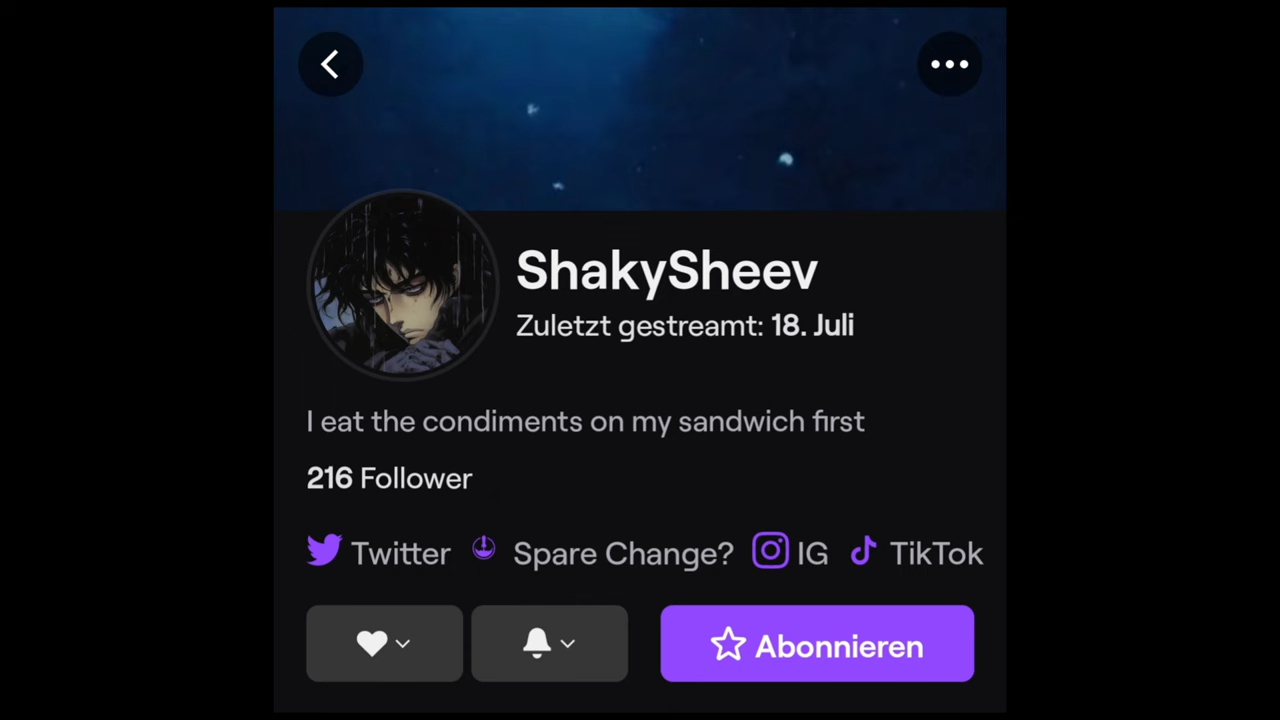 ShakySheev
Zuletzt gestreamt: 18. Juli
I eat the condiments on my sandwich first
216 Follower
Twitter Spare Change? IG TikTok
Abonnieren